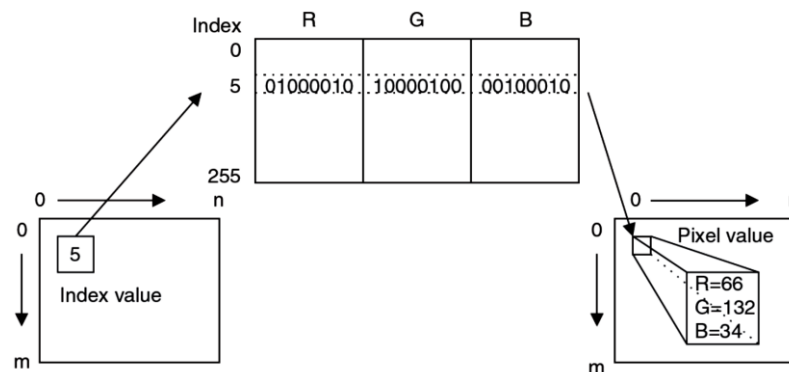 R G B
Index
0
5 01000010 10000100 00100010
255
0 n
0
5
Index value
m
0
0
Pixel value
R=66
G=132
B=34
m